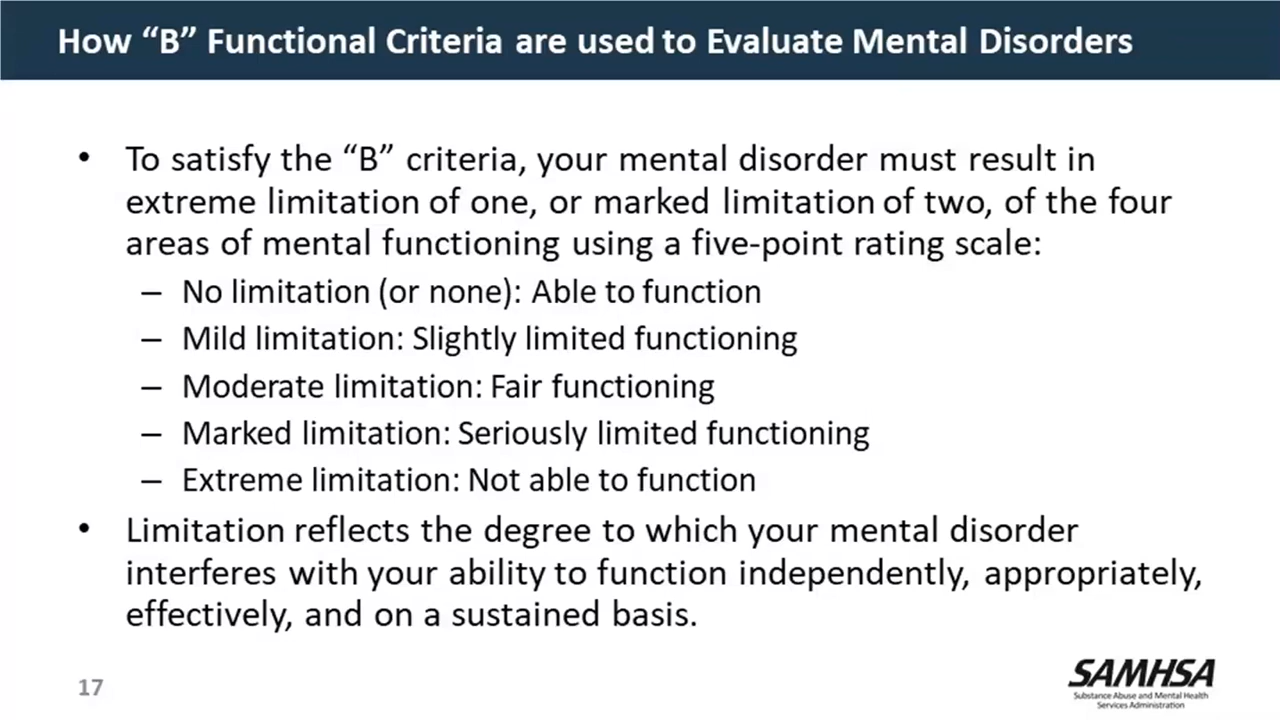 How “B” Functional Criteria are used to Evaluate Mental Disorders
• To satisfy the “B” criteria, your mental disorder must result in
extreme limitation of one, or marked limitation of two, of the four
areas of mental functioning using a five-point rating scale:
– No limitation (or none): Able to function
– Mild limitation: Slightly limited functioning
– Moderate limitation: Fair functioning
– Marked limitation: Seriously limited functioning
– Extreme limitation: Not able to function
• Limitation reflects the degree to which your mental disorder
interferes with your ability to function independently, appropriately,
effectively, and on a sustained basis.
17
SAMHSA
Substance Abuse and Mental Health
Services Administration